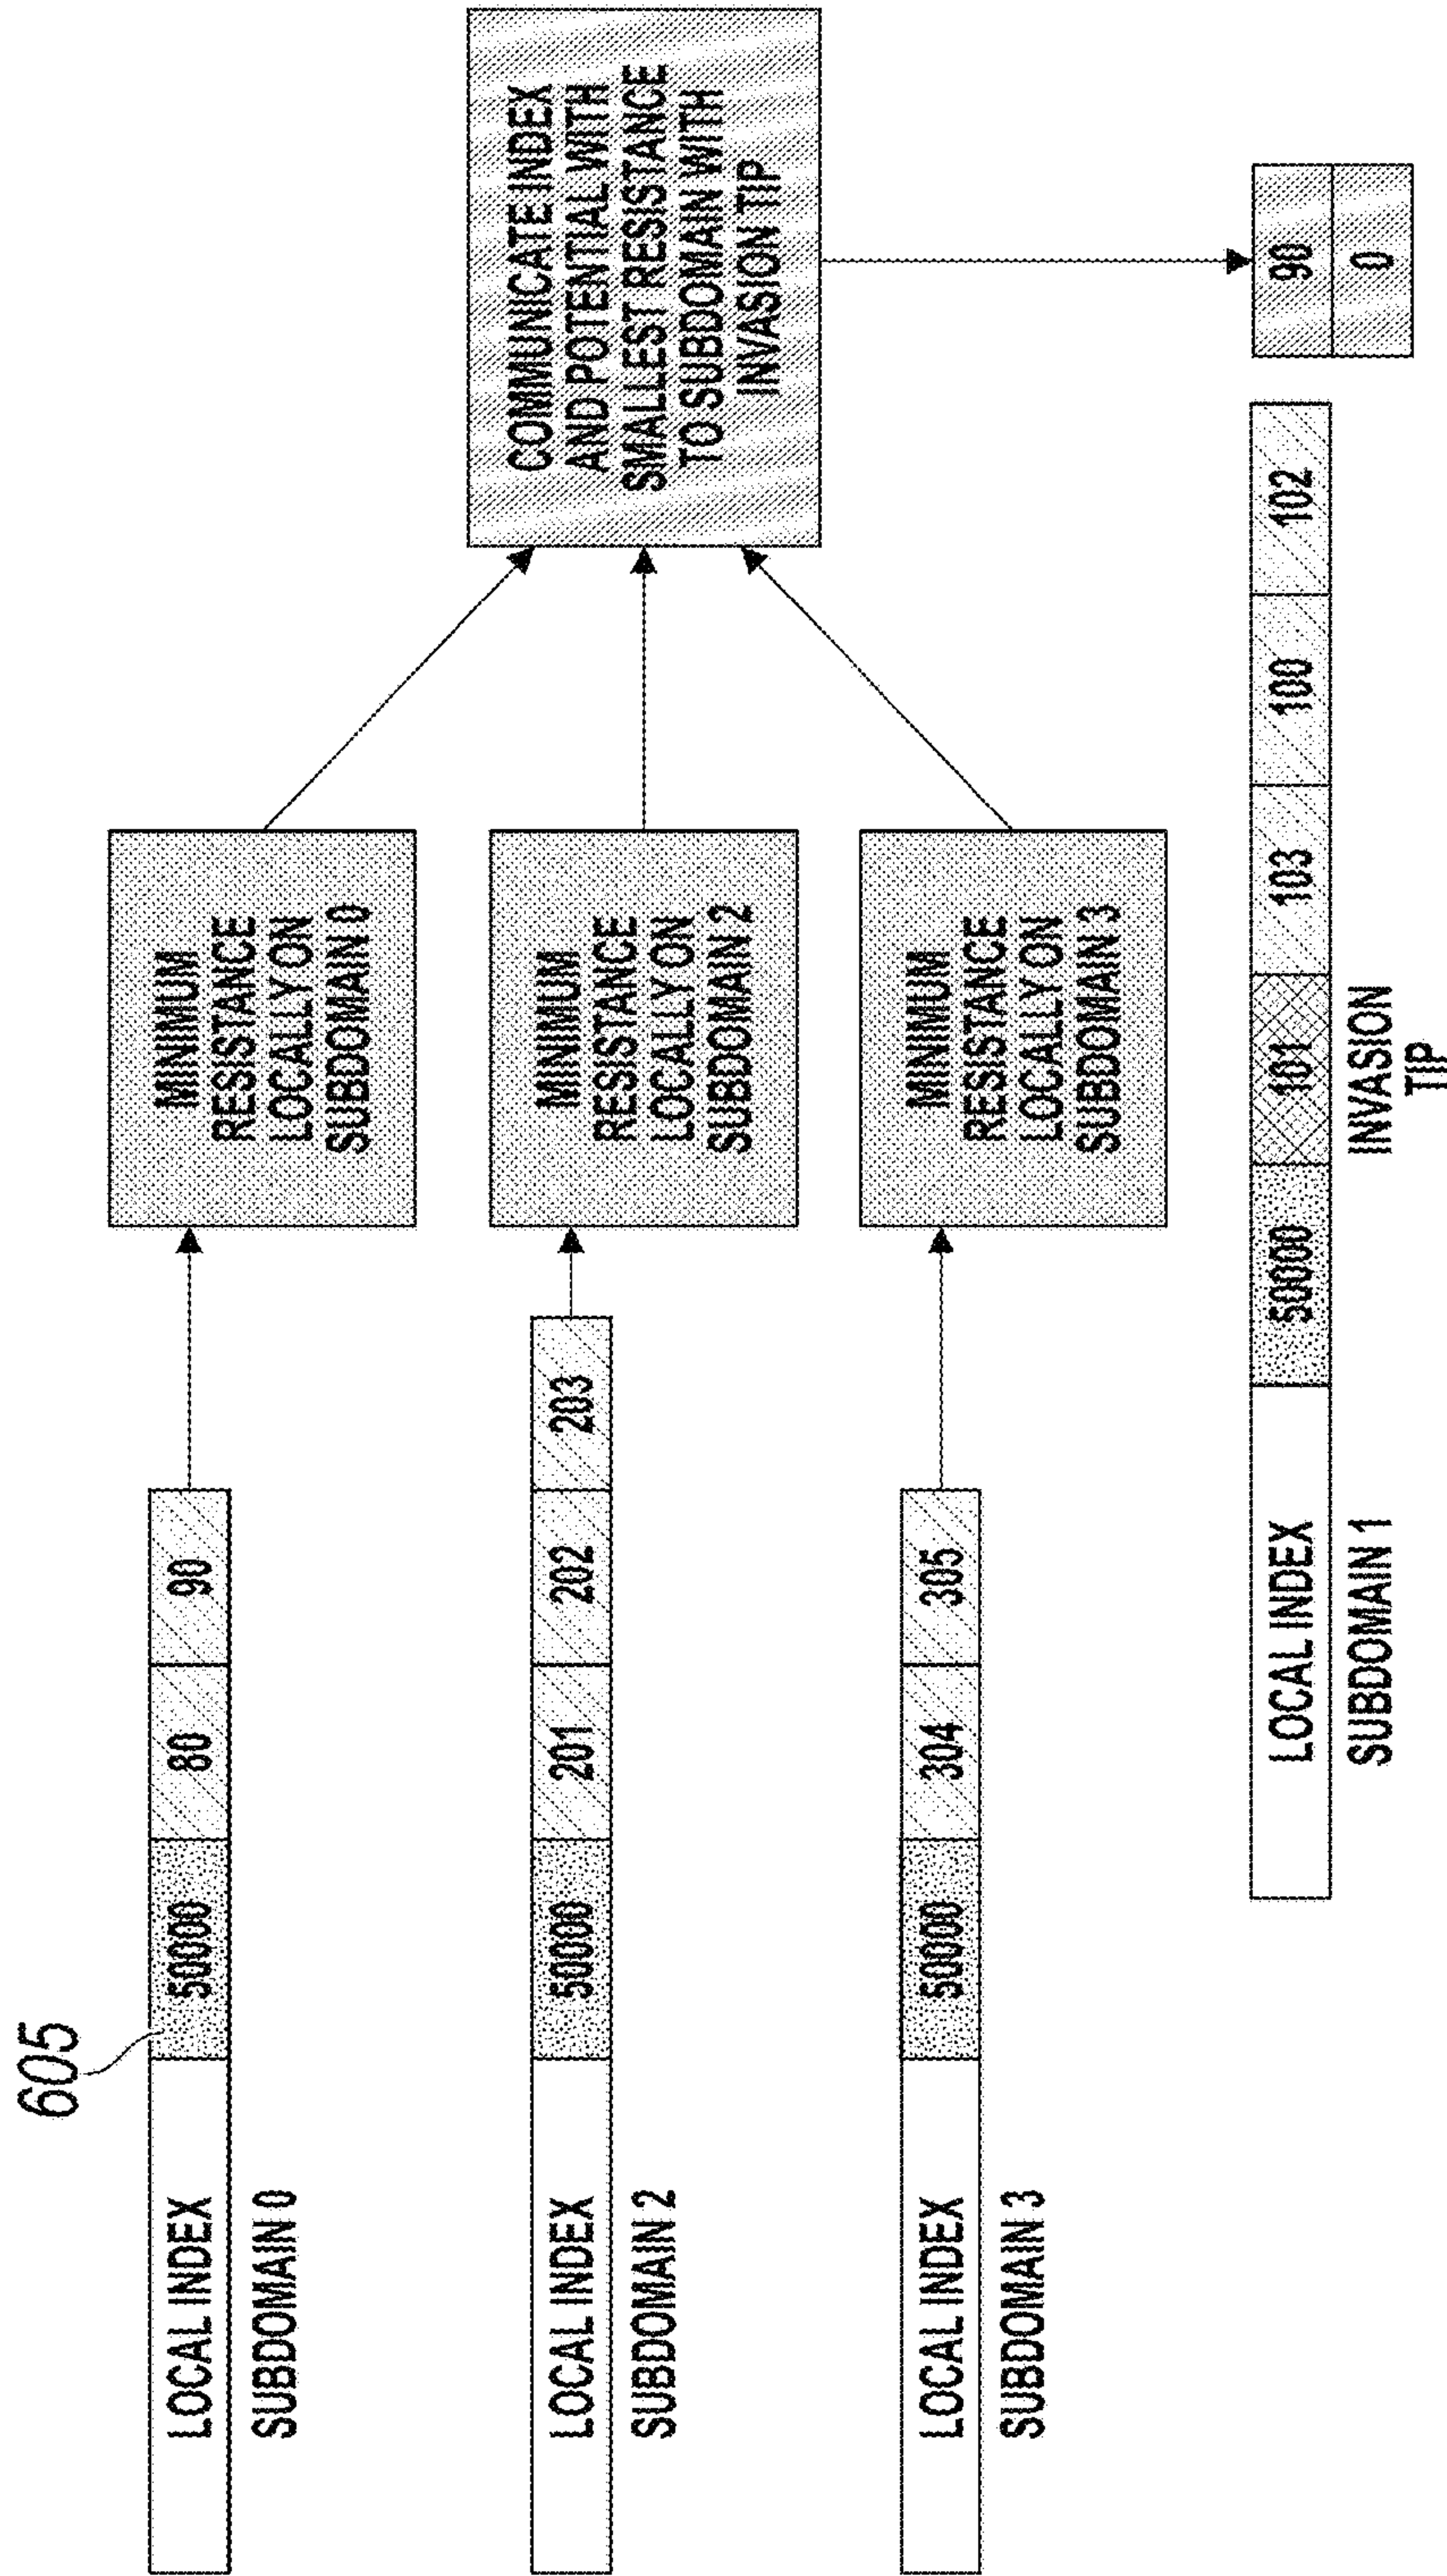 605
LOCAL INDEX 50000 80 90
SUBDOMAIN 0
MINIMUM
RESISTANCE
LOCALLY ON
SUBDOMAIN 0
LOCAL INDEX 50000 201 202 203
SUBDOMAIN 2
MINIMUM
RESISTANCE
LOCALLY ON
SUBDOMAIN 2
LOCAL INDEX 50000 304 305
SUBDOMAIN 3
MINIMUM
RESISTANCE
LOCALLY ON
SUBDOMAIN 3
COMMUNICATE INDEX
AND POTENTIAL WITH
SMALLEST RESISTANCE
TO SUBDOMAIN WITH
INVASION TIP
LOCAL INDEX 50000 101 103 100 102
SUBDOMAIN 1
INVASION
TIP
90
0